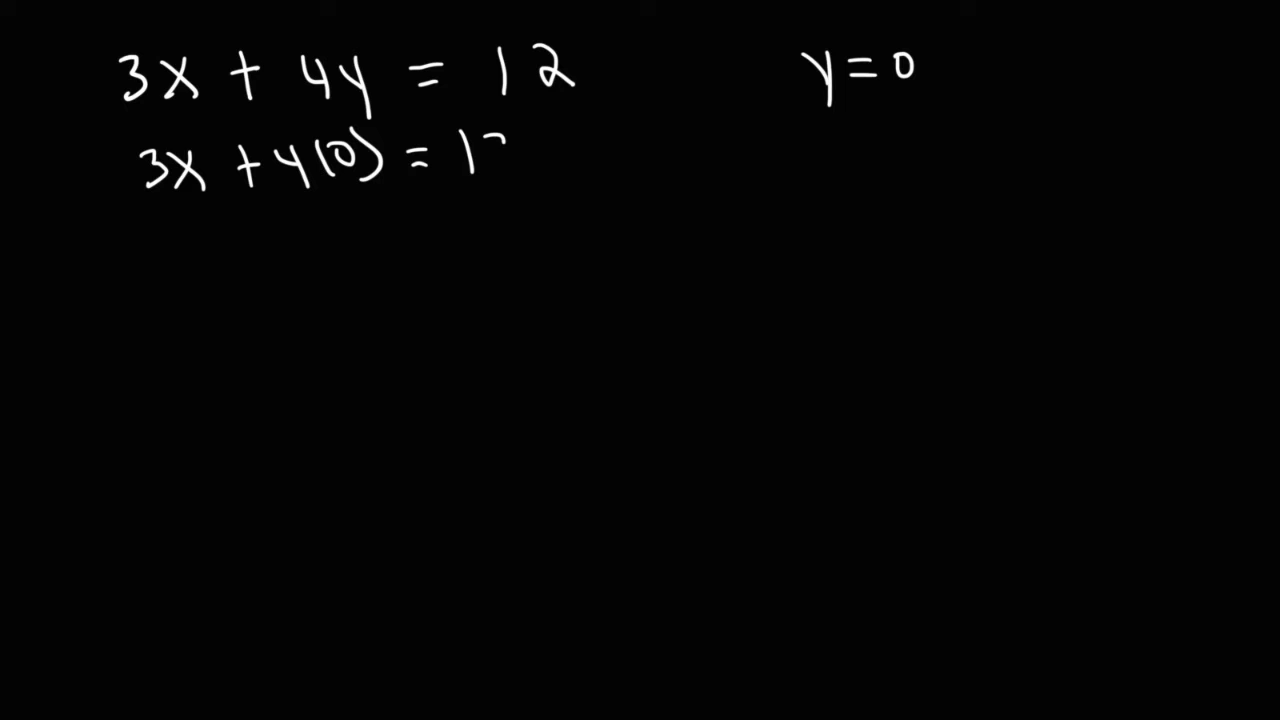 3x + 4y = 12
y = 0
3x + 4(0) = 1